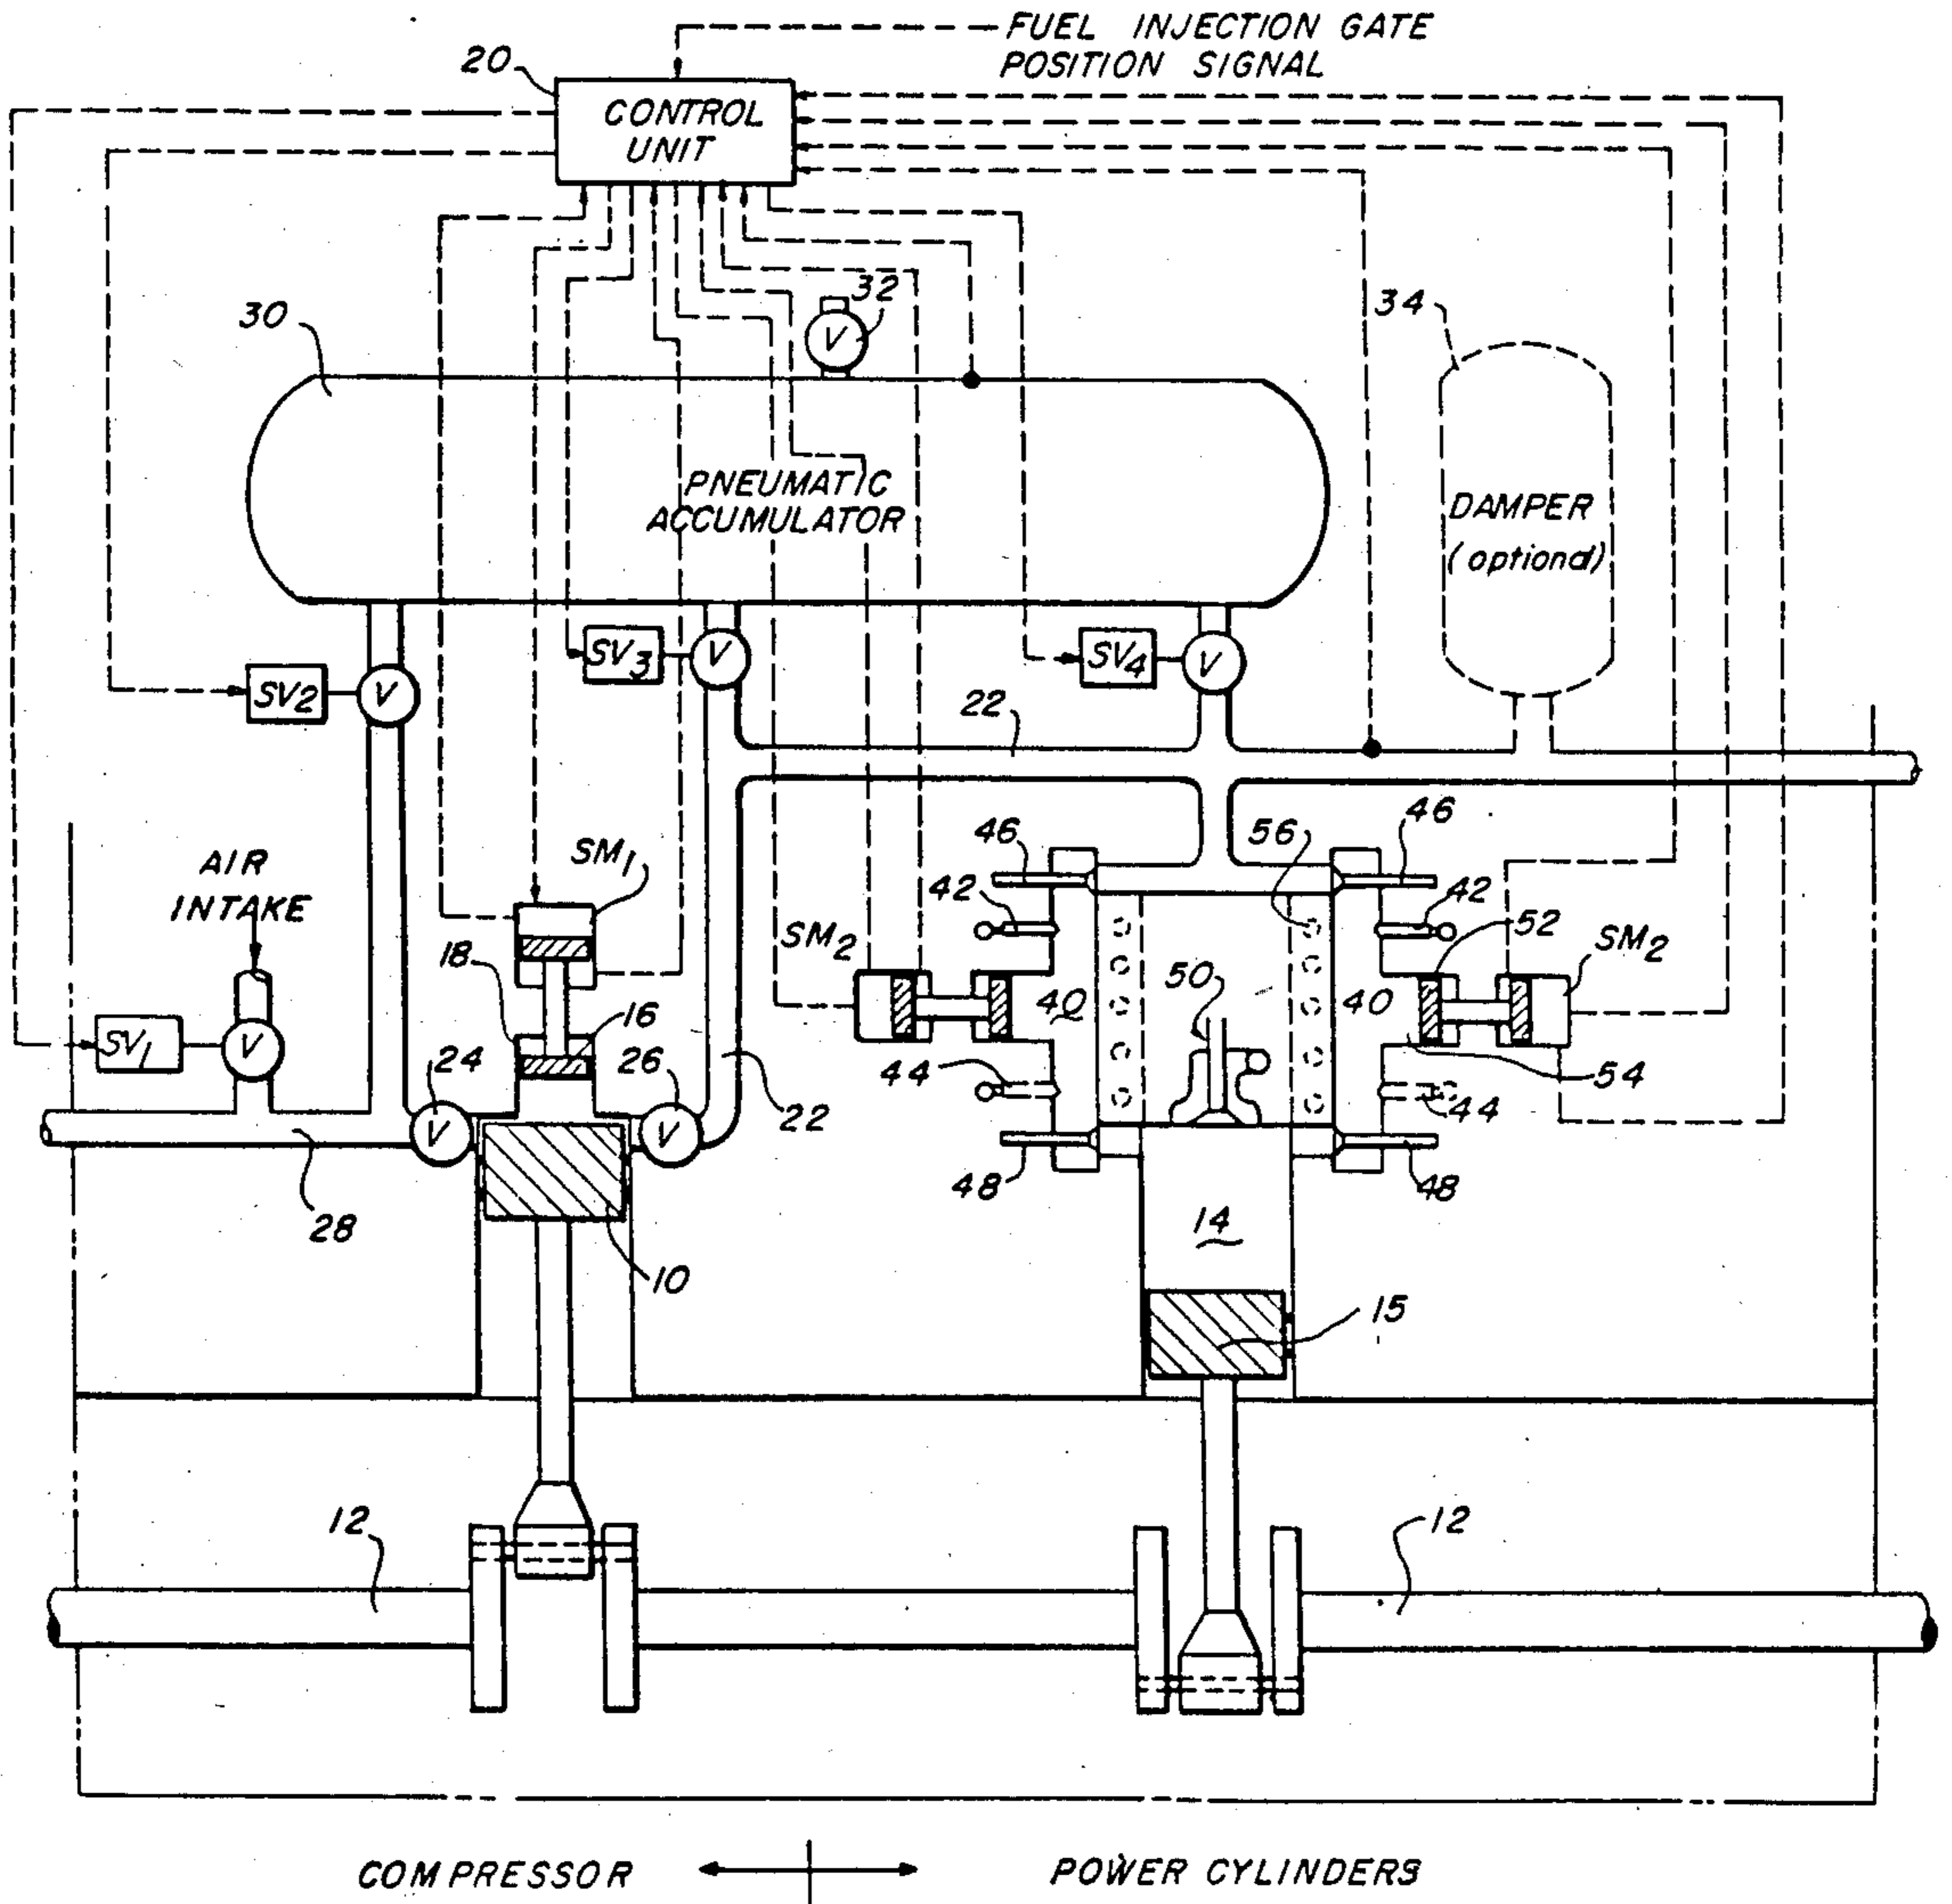 FUEL INJECTION GATE
POSITION SIGNAL
20
CONTROL
UNIT
32
30
34
V
PNEUMATIC
ACCUMULATOR
DAMPER
(optional)
SV2
V
SV3
V
SV4
V
22
AIR
INTAKE
SM1
46
56
46
42
42
SM2
52
SM2
18
16
50
40
40
SV1
V
24
26
44
54
44
V
V
22
48
48
28
14
10
15
12
12
COMPRESSOR
POWER CYLINDERS